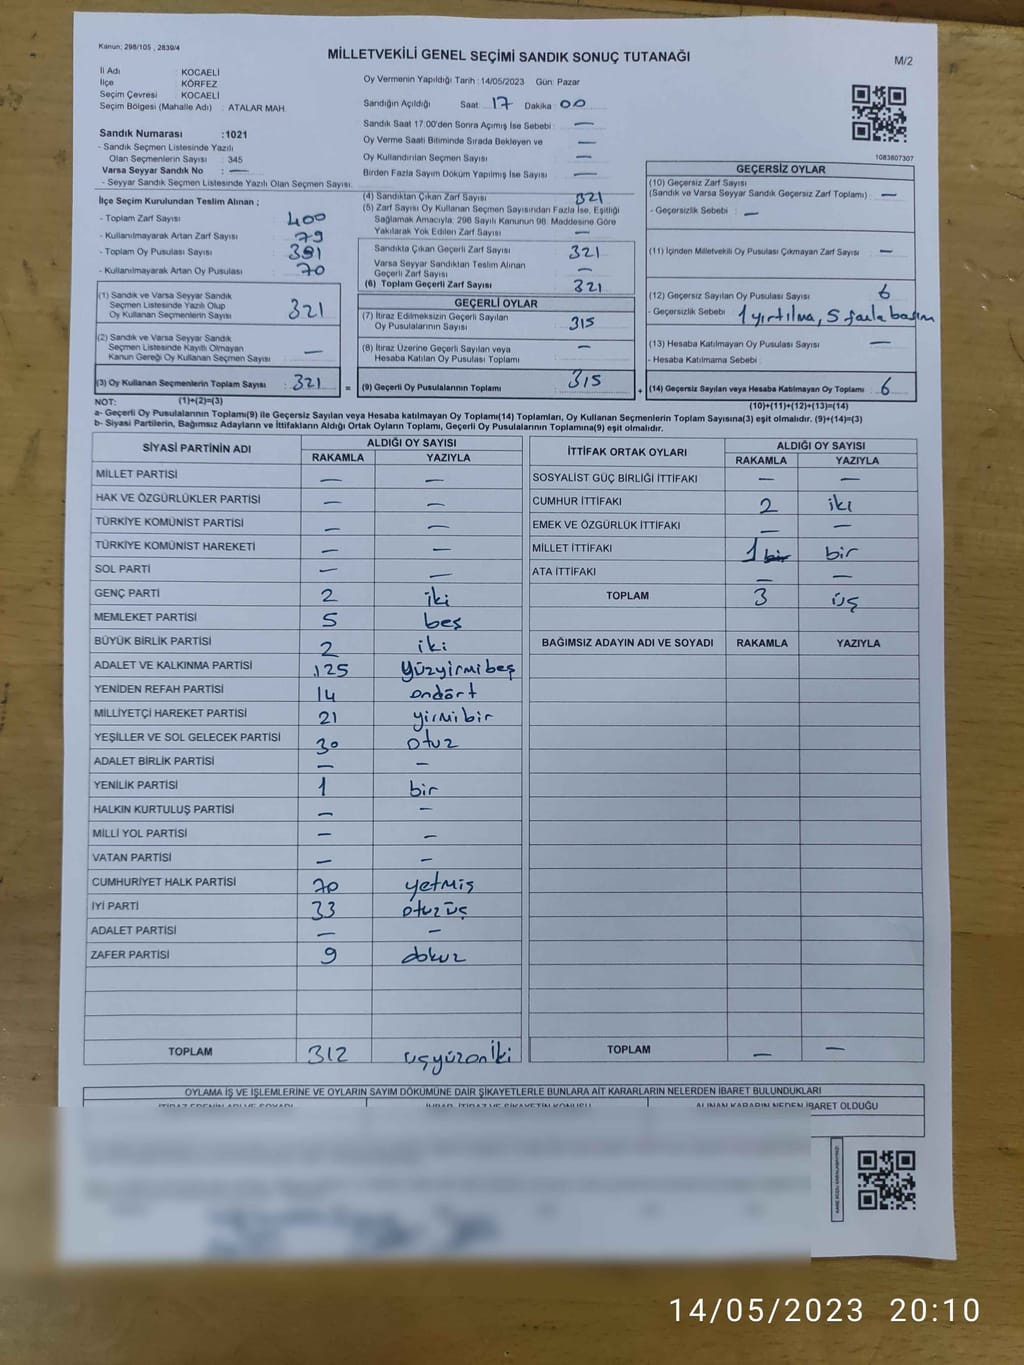 Kanun; 298/105 , 2839/4
MİLLETVEKİLİ GENEL SEÇİMİ SANDIK SONUÇ TUTANAĞI
M/2
İl Adı : KOCAELİ
İlçe : KÖRFEZ
Seçim Çevresi : KOCAELİ
Seçim Bölgesi (Mahalle Adı) : ATALAR MAH.
Sandık Numarası :1021
- Sandık Seçmen Listesinde Yazılı
Olan Seçmenlerin Sayısı : 345
Varsa Seyyar Sandık No : —
- Seyyar Sandık Seçmen Listesinde Yazılı Olan Seçmen Sayısı:
Oy Vermenin Yapıldığı Tarih :14/05/2023 Gün: Pazar
Sandığın Açıldığı Saat 17 Dakika 00
Sandık Saat 17:00'den Sonra Açımış İse Sebebi : —
Oy Verme Saati Bitiminde Sırada Bekleyen ve —
Oy Kullandırılan Seçmen Sayısı : —
Birden Fazla Sayım Döküm Yapılmış İse Sayısı : —
1083807307
İlçe Seçim Kurulundan Teslim Alınan ;
- Toplam Zarf Sayısı : 400
- Kullanılmayarak Artan Zarf Sayısı : 79
- Toplam Oy Pusulası Sayısı : 391
- Kullanılmayarak Artan Oy Pusulası : 70
(1) Sandık ve Varsa Seyyar Sandık
Seçmen Listesinde Yazılı Olup
Oy Kullanan Seçmenlerin Sayısı : 321
(2) Sandık ve Varsa Seyyar Sandık
Seçmen Listesinde Kayıtlı Olmayan
Kanun Gereği Oy Kullanan Seçmen Sayısı : —
(3) Oy Kullanan Seçmenlerin Toplam Sayısı : 321 =
(4) Sandıktan Çıkan Zarf Sayısı : 321
(5) Zarf Sayısı Oy Kullanan Seçmen Sayısından Fazla İse, Eşitliği
Sağlamak Amacıyla; 298 Sayılı Kanunun 98. Maddesine Göre
Yakılarak Yok Edilen Zarf Sayısı : —
Sandıkta Çıkan Geçerli Zarf Sayısı : 321
Varsa Seyyar Sandıktan Teslim Alınan
Geçerli Zarf Sayısı : —
(6) Toplam Geçerli Zarf Sayısı : 321
GEÇERLİ OYLAR
(7) İtiraz Edilmeksizin Geçerli Sayılan
Oy Pusulalarının Sayısı : 315
(8) İtiraz Üzerine Geçerli Sayılan veya
Hesaba Katılan Oy Pusulası Toplamı : —
(9) Geçerli Oy Pusulalarının Toplamı : 315 +
GEÇERSİZ OYLAR
(10) Geçersiz Zarf Sayısı
(Sandık ve Varsa Seyyar Sandık Geçersiz Zarf Toplamı) : —
- Geçersizlik Sebebi : —
(11) İçinden Milletvekili Oy Pusulası Çıkmayan Zarf Sayısı : —
(12) Geçersiz Sayılan Oy Pusulası Sayısı : 6
- Geçersizlik Sebebi : 1 yırtılma, 5 fazla basım
(13) Hesaba Katılmayan Oy Pusulası Sayısı : —
- Hesaba Katılmama Sebebi :
(14) Geçersiz Sayılan veya Hesaba Katılmayan Oy Toplamı : 6
NOT: (1)+(2)=(3)
(10)+(11)+(12)+(13)=(14)
a- Geçerli Oy Pusulalarının Toplamı(9) ile Geçersiz Sayılan veya Hesaba katılmayan Oy Toplamı(14) Toplamları, Oy Kullanan Seçmenlerin Toplam Sayısına(3) eşit olmalıdır. (9)+(14)=(3)
b- Siyasi Partilerin, Bağımsız Adayların ve İttifakların Aldığı Ortak Oyların Toplamı, Geçerli Oy Pusulalarının Toplamına(9) eşit olmalıdır.
SİYASİ PARTİNİN ADI ALDIĞI OY SAYISI
RAKAMLA YAZIYLA
MİLLET PARTİSİ — —
HAK VE ÖZGÜRLÜKLER PARTİSİ — —
TÜRKİYE KOMÜNİST PARTİSİ — —
TÜRKİYE KOMÜNİST HAREKETİ — —
SOL PARTİ — —
GENÇ PARTİ 2 iki
MEMLEKET PARTİSİ 5 beş
BÜYÜK BİRLİK PARTİSİ 2 iki
ADALET VE KALKINMA PARTİSİ 125 yüzyirmibeş
YENİDEN REFAH PARTİSİ 14 ondört
MİLLİYETÇİ HAREKET PARTİSİ 21 yirmibir
YEŞİLLER VE SOL GELECEK PARTİSİ 30 otuz
ADALET BİRLİK PARTİSİ — —
YENİLİK PARTİSİ 1 bir
HALKIN KURTULUŞ PARTİSİ — —
MİLLİ YOL PARTİSİ — —
VATAN PARTİSİ — —
CUMHURİYET HALK PARTİSİ 70 yetmiş
İYİ PARTİ 33 otuzüç
ADALET PARTİSİ — —
ZAFER PARTİSİ 9 dokuz
TOPLAM 312 üçyüzoniki
İTTİFAK ORTAK OYLARI ALDIĞI OY SAYISI
RAKAMLA YAZIYLA
SOSYALİST GÜÇ BİRLİĞİ İTTİFAKI — —
CUMHUR İTTİFAKI 2 iki
EMEK VE ÖZGÜRLÜK İTTİFAKI — —
MİLLET İTTİFAKI 1 bir bir
ATA İTTİFAKI — —
TOPLAM 3 üç
BAĞIMSIZ ADAYIN ADI VE SOYADI RAKAMLA YAZIYLA
TOPLAM — —
OYLAMA İŞ VE İŞLEMLERİNE VE OYLARIN SAYIM DÖKÜMÜNE DAİR ŞİKAYETLERLE BUNLARA AİT KARARLARIN NELERDEN İBARET BULUNDUKLARI
ALINAN KARARIN NEDEN İBARET OLDUĞU
14/05/2023 20:10